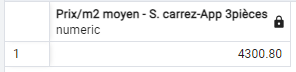 Prix/m2 moyen - S. carrez-App 3pièces
numeric
1
4300.80